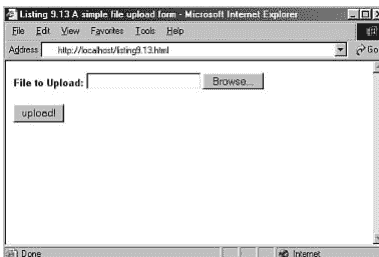 Listing 9.13 A simple file upload form - Microsoft Internet Explorer
File Edit View Favorites Tools Help
Address http://localhost/listing9.13.html Go
File to Upload: Browse...
upload!
Done Internet